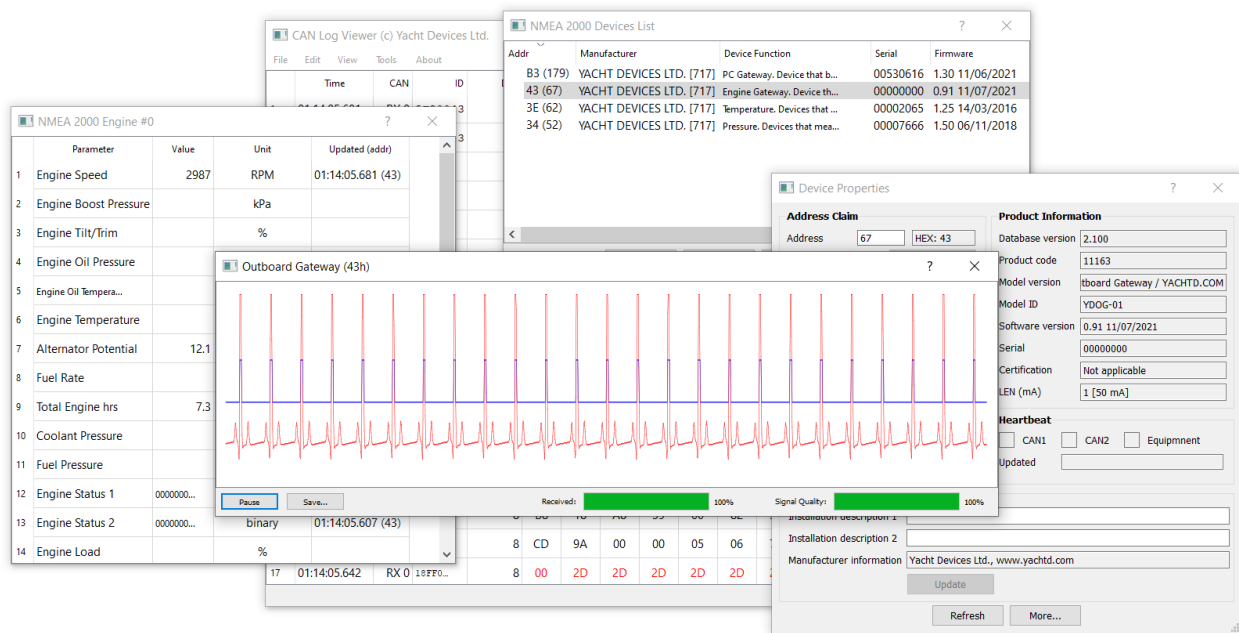 CAN Log Viewer (c) Yacht Devices Ltd.
File Edit View Tools About
Time CAN ID
NMEA 2000 Devices List ?
Addr Manufacturer Device Function Serial Firmware
B3 (179) YACHT DEVICES LTD. [717] PC Gateway. Device that b... 00530616 1.30 11/06/2021
43 (67) YACHT DEVICES LTD. [717] Engine Gateway. Device th... 00000000 0.91 11/07/2021
3E (62) YACHT DEVICES LTD. [717] Temperature. Devices that ... 00002065 1.25 14/03/2016
34 (52) YACHT DEVICES LTD. [717] Pressure. Devices that mea... 00007666 1.50 06/11/2018
NMEA 2000 Engine #0 ?
Parameter Value Unit Updated (addr)
1 Engine Speed 2987 RPM 01:14:05.681 (43)
2 Engine Boost Pressure kPa
3 Engine Tilt/Trim %
4 Engine Oil Pressure
5 Engine Oil Tempera...
6 Engine Temperature
7 Alternator Potential 12.1
8 Fuel Rate
9 Total Engine hrs 7.3
10 Coolant Pressure
11 Fuel Pressure
12 Engine Status 1 0000000...
13 Engine Status 2 0000000... binary 01:14:05.607 (43)
14 Engine Load %
Outboard Gateway (43h) ?
Pause Save... Received: 100% Signal Quality: 100%
8 CD 9A 00 00 05 06
17 01:14:05.642 RX 0 18FF0... 8 00 2D 2D 2D 2D 2D
Device Properties ?
Address Claim
Address 67 HEX: 43
Product Information
Database version 2.100
Product code 11163
Model version tboard Gateway / YACHTD.COM
Model ID YDOG-01
Software version 0.91 11/07/2021
Serial 00000000
Certification Not applicable
LEN (mA) 1 [50 mA]
Heartbeat
CAN1 CAN2 Equipmnent
Updated
Installation description 1
Installation description 2
Manufacturer information Yacht Devices Ltd., www.yachtd.com
Update
Refresh More...